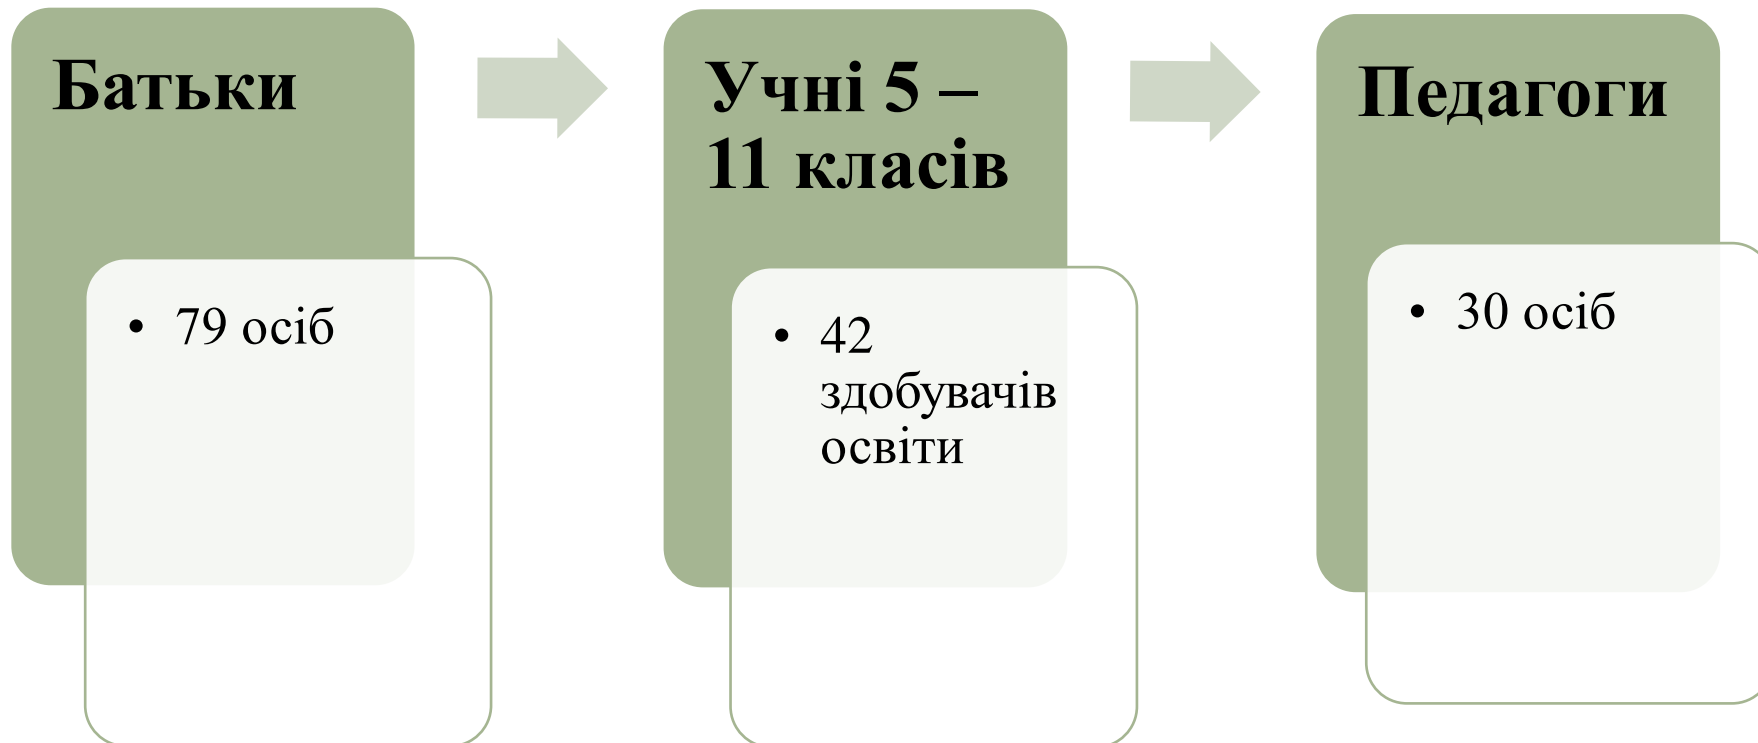 Батьки
• 79 осіб
Учні 5 –
11 класів
• 42
здобувачів
освіти
Педагоги
• 30 осіб